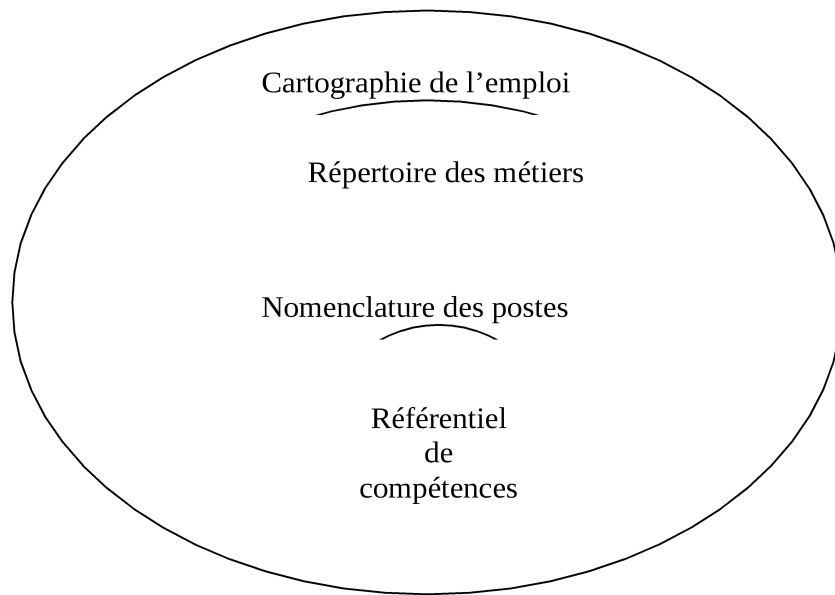 Cartographie de l’emploi
Répertoire des métiers
Nomenclature des postes
Référentiel
de
compétences